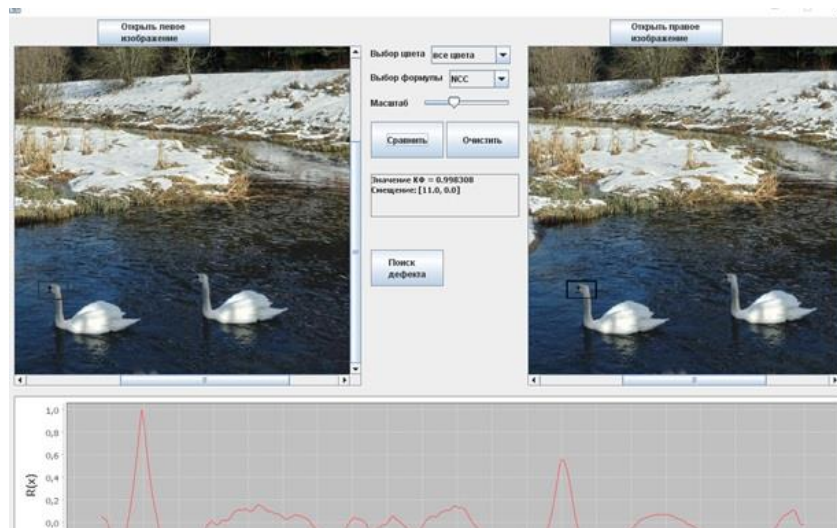 Открыть левое
изображение
Открыть правое
изображение
Выбор цвета все цвета
Выбор формулы NCC
Масштаб
Сравнить Очистить
Значение КФ = 0.998308
Смещение: [11.0, 0.0]
Поиск
дефекта
1,0
0,8
0,6
0,4
0,2
0,0
R(x)